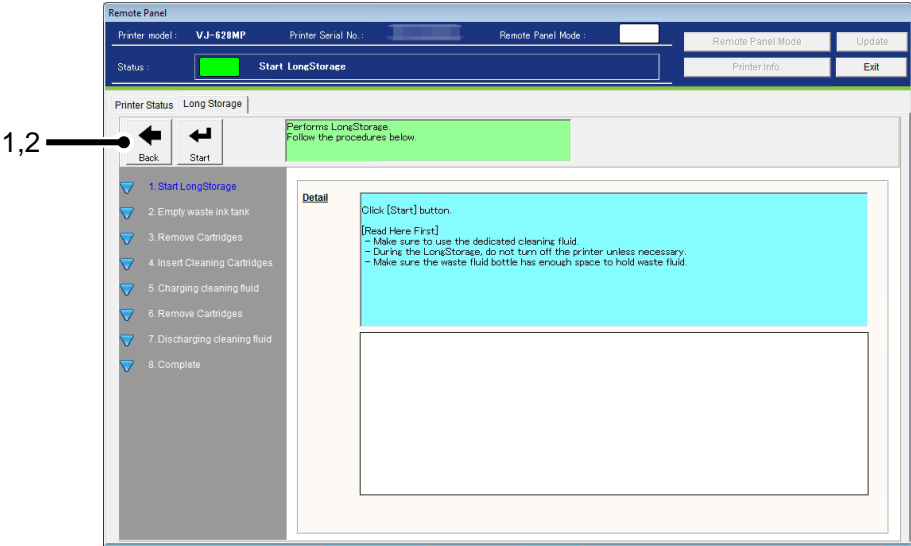 Remote Panel
Printer model : VJ-628MP Printer Serial No. : Remote Panel Mode :
Remote Panel Mode Update
Status : Start LongStorage
Printer Info. Exit
Printer Status Long Storage
1,2
Back Start
Performs LongStorage.
Follow the procedures below.
1. Start LongStorage
2. Empty waste ink tank
3. Remove Cartridges
4. Insert Cleaning Cartridges
5. Charging cleaning fluid
6. Remove Cartridges
7. Discharging cleaning fluid
8. Complete
Detail
Click [Start] button.
[Read Here First]
- Make sure to use the dedicated cleaning fluid.
- During the LongStorage, do not turn off the printer unless necessary.
- Make sure the waste fluid bottle has enough space to hold waste fluid.